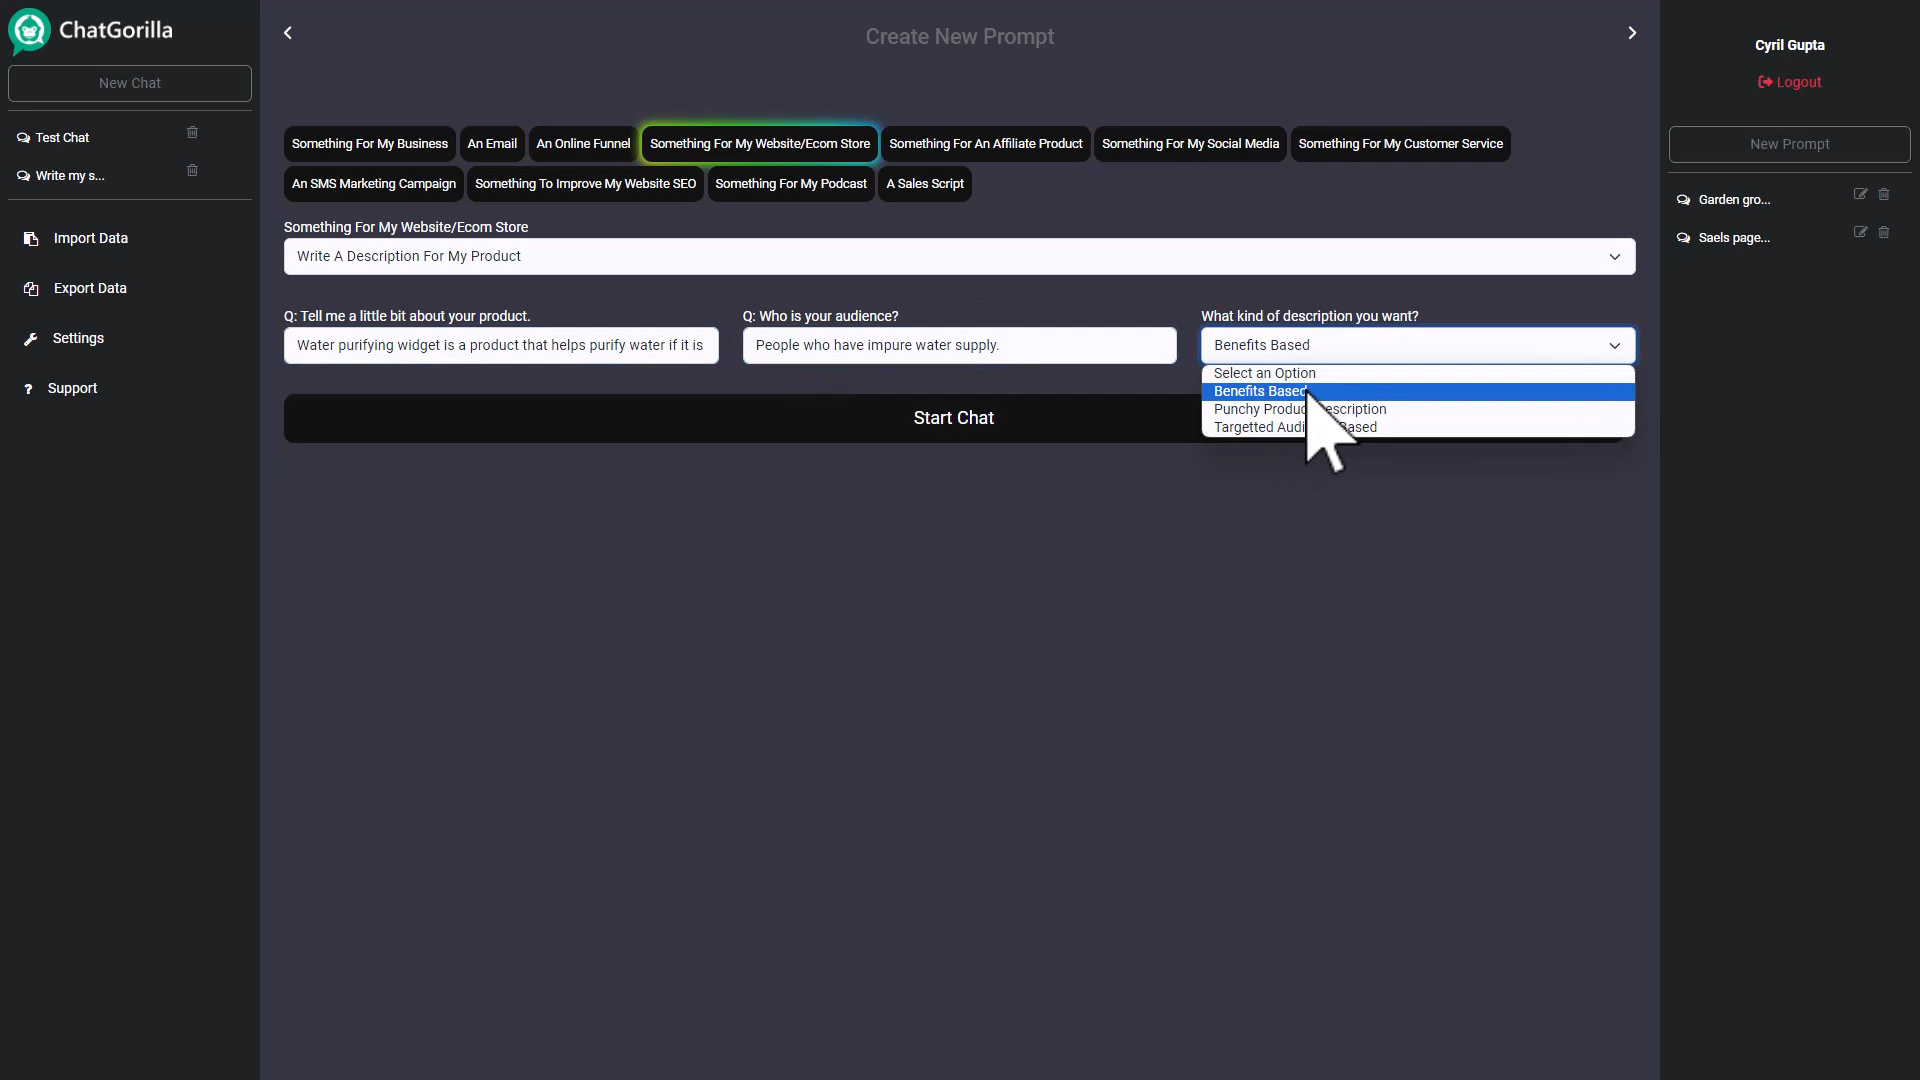 ChatGorilla
New Chat
Test Chat
Write my s...
Import Data
Export Data
Settings
? Support
Create New Prompt
Something For My Business
An Email
An Online Funnel
Something For My Website/Ecom Store
Something For An Affiliate Product
Something For My Social Media
Something For My Customer Service
An SMS Marketing Campaign
Something To Improve My Website SEO
Something For My Podcast
A Sales Script
Something For My Website/Ecom Store
Write A Description For My Product
Q: Tell me a little bit about your product.
Water purifying widget is a product that helps purify water if it is
Q: Who is your audience?
People who have impure water supply.
What kind of description you want?
Benefits Based
Select an Option
Benefits Based
Punchy Product Description
Targetted Based
Start Chat
Cyril Gupta
Logout
New Prompt
Garden gro...
Saels page...